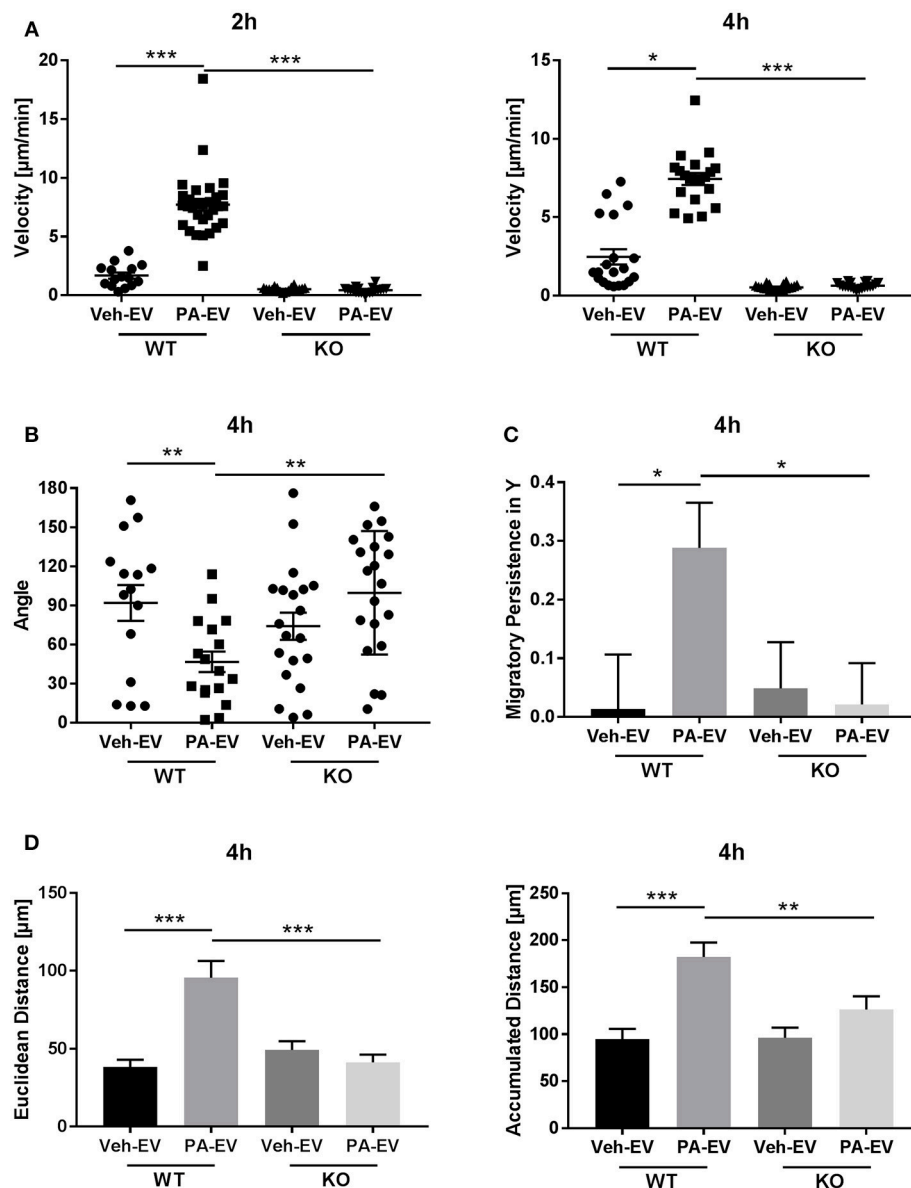 A
2h
4h
Velocity [µm/min]
20
15
10
5
0
***
***
Veh-EV PA-EV Veh-EV PA-EV
WT KO
Velocity [µm/min]
15
10
5
0
*
***
Veh-EV PA-EV Veh-EV PA-EV
WT KO
B
4h
Angle
180
150
120
90
60
30
0
**
**
Veh-EV PA-EV Veh-EV PA-EV
WT KO
C
4h
Migratory Persistence in Y
0.4
0.3
0.1
0.0
*
*
Veh-EV PA-EV Veh-EV PA-EV
WT KO
D
4h
Euclidean Distance [µm]
150
100
50
0
***
***
Veh-EV PA-EV Veh-EV PA-EV
WT KO
4h
Accumulated Distance [µm]
250
200
150
100
50
0
***
**
Veh-EV PA-EV Veh-EV PA-EV
WT KO